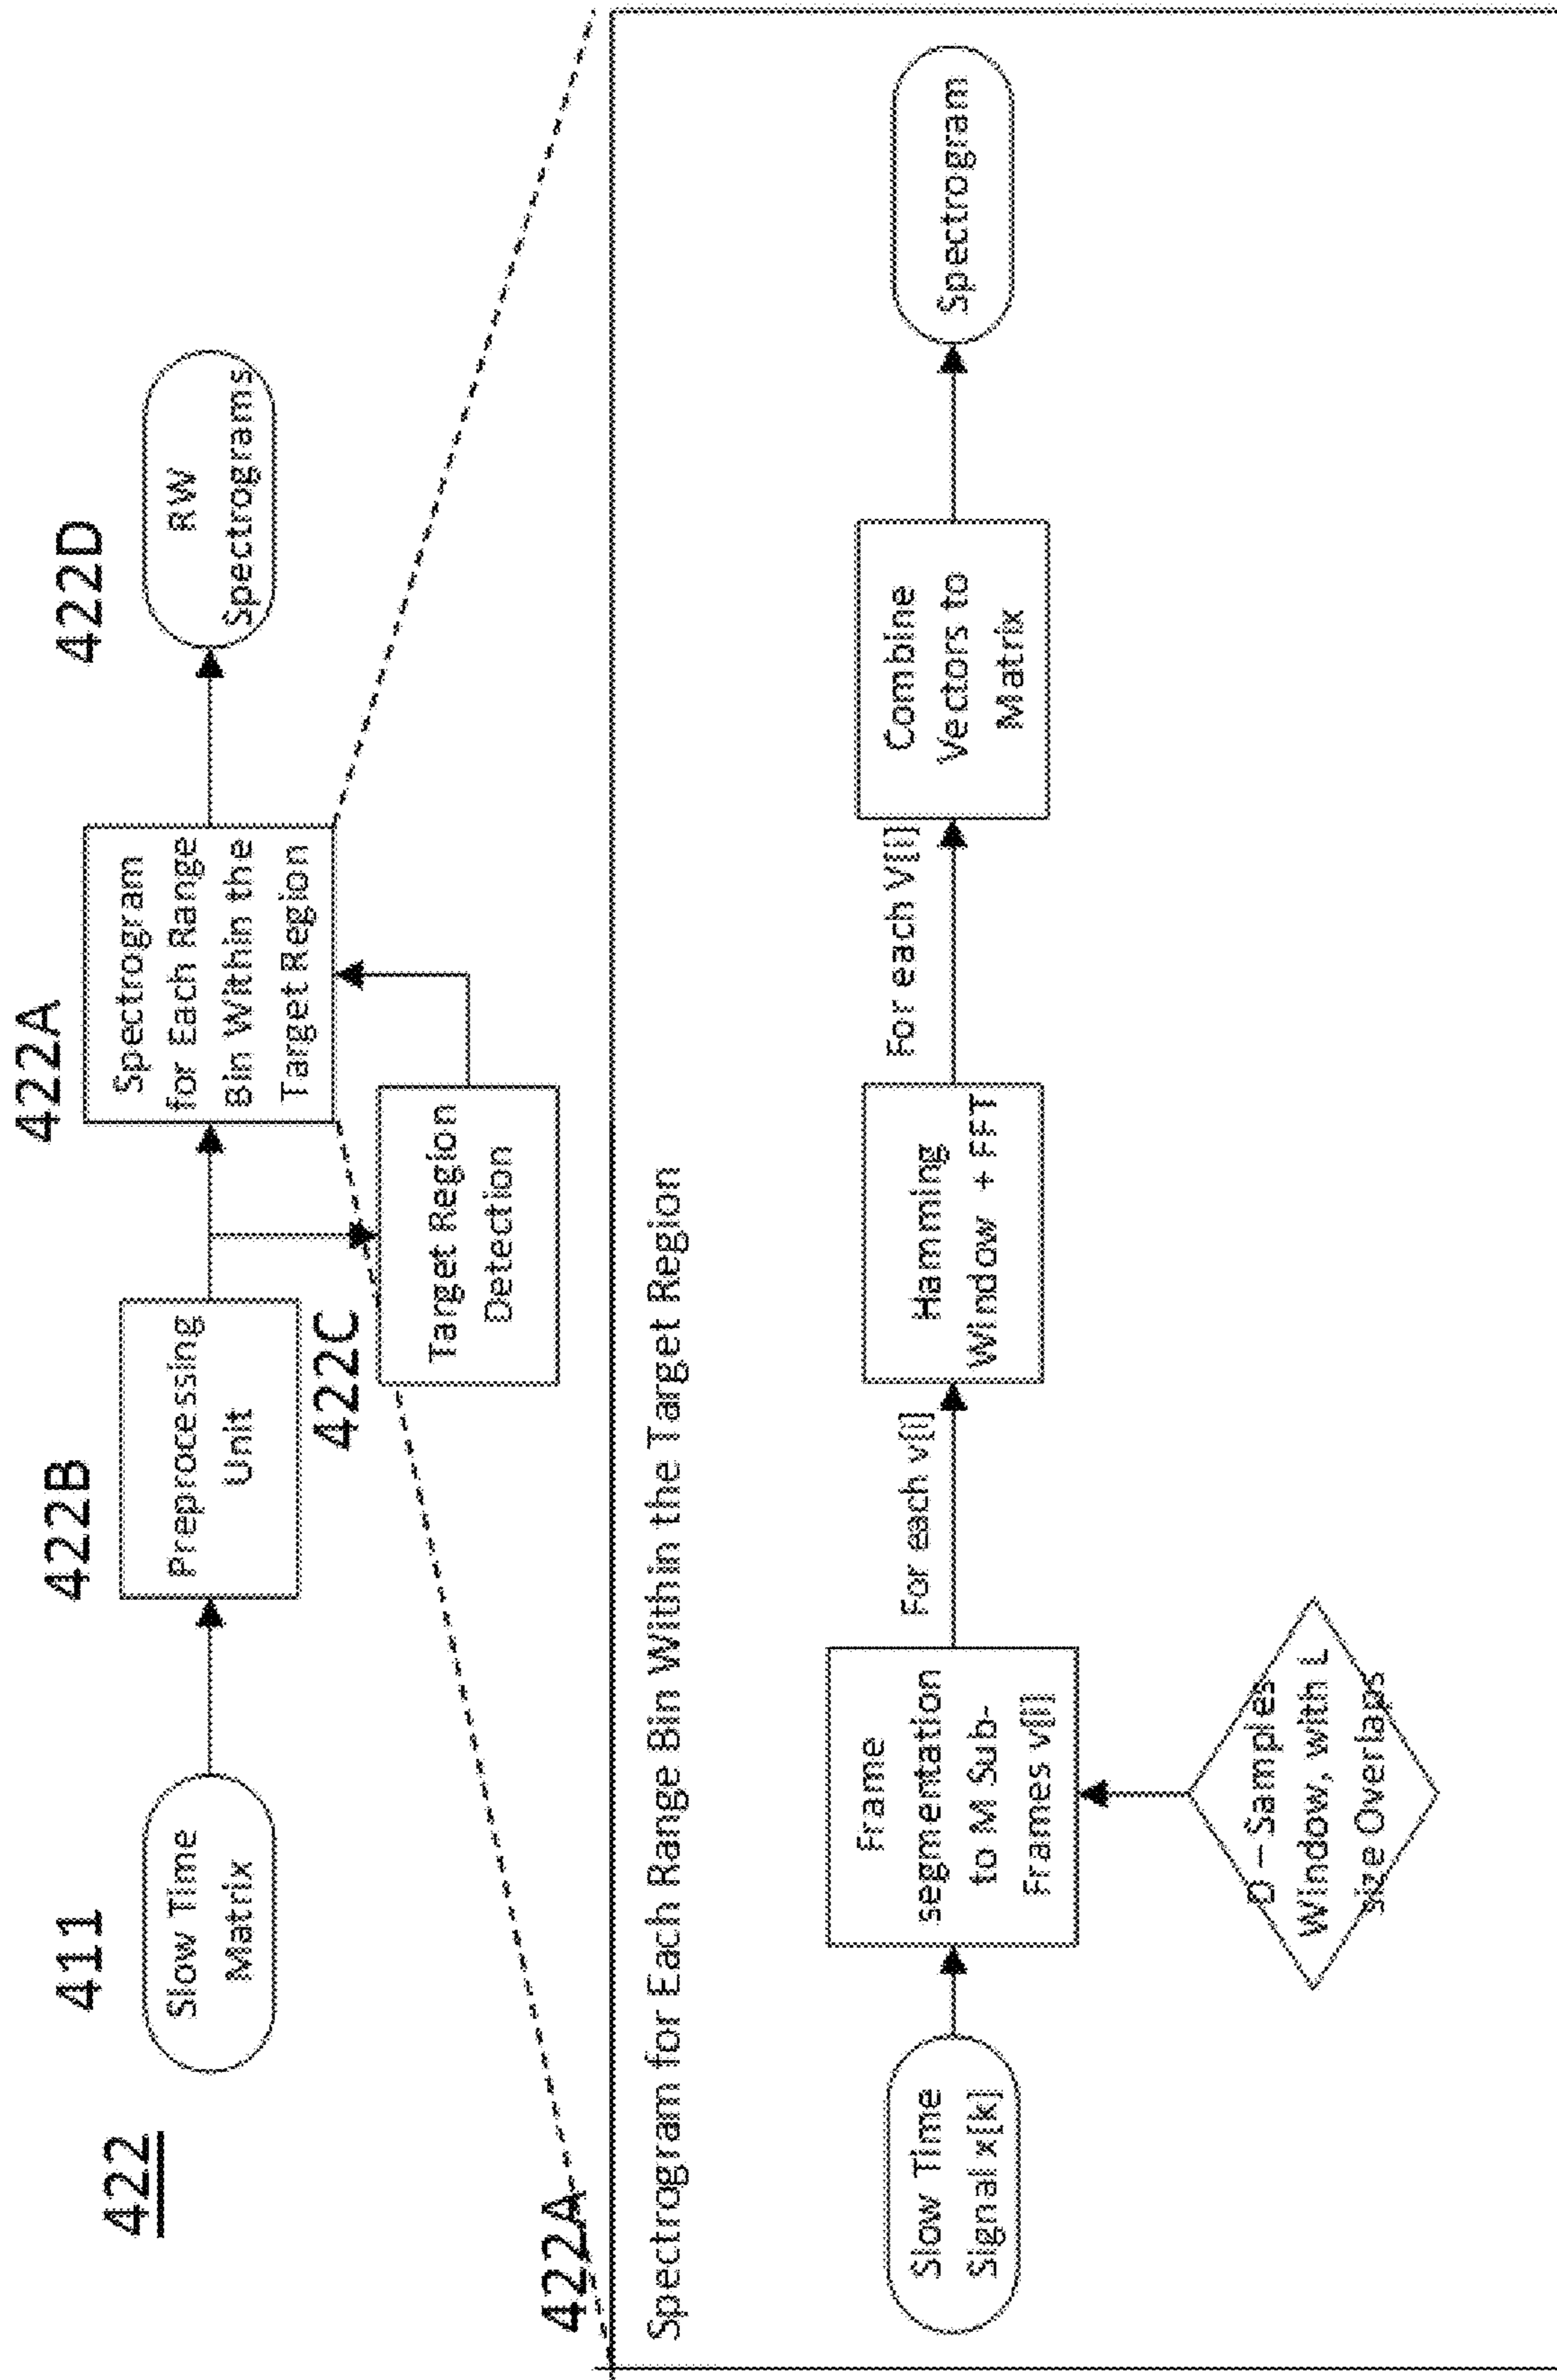 422
411
Slow Time
Matrix
422B
Preprocessing
Unit
422C
Target Region
Detection
422A
Spectrogram
for Each Range
Bin Within the
Target Region
422D
RW
Spectrograms
422A
Spectrogram for Each Range Bin Within the Target Region
Slow Time
Signal x[k]
Frame
segmentation
to M Sub-
Frames v[i]
O – Samples
Window, with L
size Overlaps
For each v[i]
Hamming
Window + FFT
For each V[i]
Combine
Vectors to
Matrix
Spectrogram